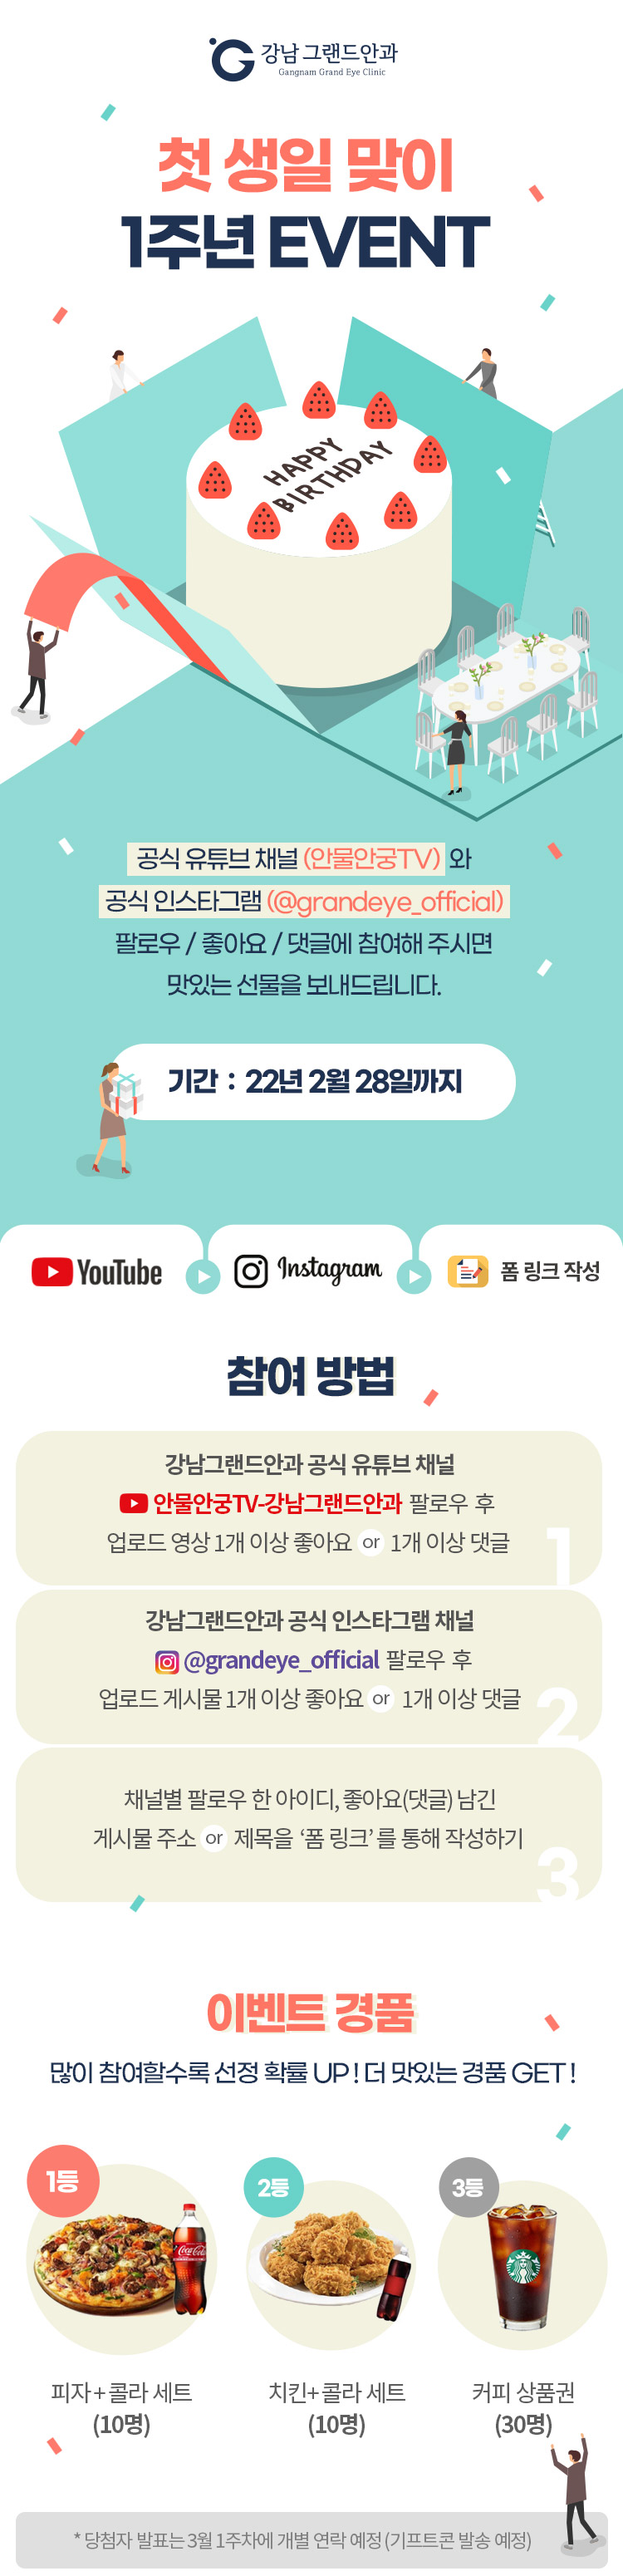 강남 그랜드안과
Gangnam Grand Eye Clinic
첫 생일 맞이
1주년 EVENT
HAPPY
BIRTHDAY
공식 유튜브 채널 (안물안궁TV) 와
공식 인스타그램 (@grandeye_official)
팔로우 / 좋아요 / 댓글에 참여해 주시면
맛있는 선물을 보내드립니다.
기간 : 22년 2월 28일까지
YouTube
Instagram
폼 링크 작성
참여 방법
강남그랜드안과 공식 유튜브 채널
안물안궁TV-강남그랜드안과 팔로우 후
업로드 영상 1개 이상 좋아요 or 1개 이상 댓글
1
강남그랜드안과 공식 인스타그램 채널
@grandeye_official 팔로우 후
업로드 게시물 1개 이상 좋아요 or 1개 이상 댓글
2
채널별 팔로우 한 아이디, 좋아요(댓글) 남긴
게시물 주소 or 제목을 ‘폼 링크’ 를 통해 작성하기
3
이벤트 경품
많이 참여할수록 선정 확률 UP ! 더 맛있는 경품 GET !
1등
2등
3등
Coca-Cola
피자 + 콜라 세트
(10명)
치킨+ 콜라 세트
(10명)
커피 상품권
(30명)
* 당첨자 발표는 3월 1주차에 개별 연락 예정 (기프트콘 발송 예정)